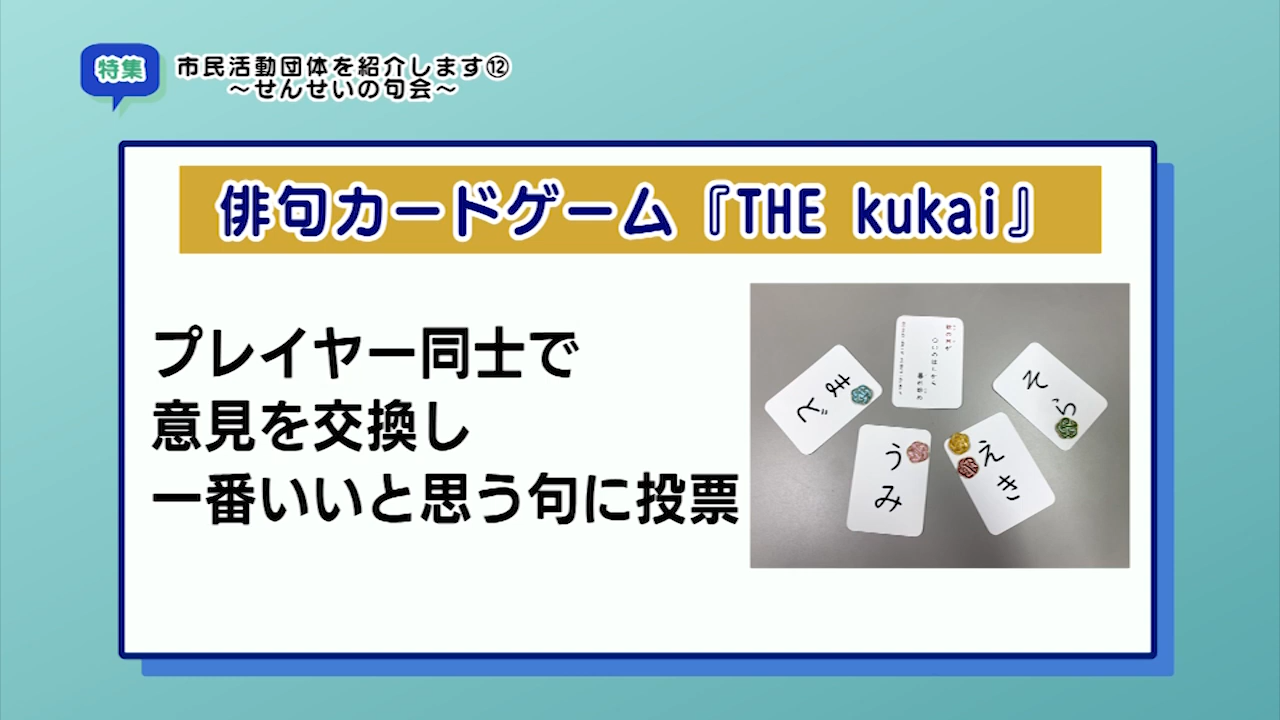 特集
市民活動団体を紹介します⑫
～せんせいの句会～
俳句カードゲーム『THE kukai』
プレイヤー同士で
意見を交換し
一番いいと思う句に投票
まど
そら
うみ
えき